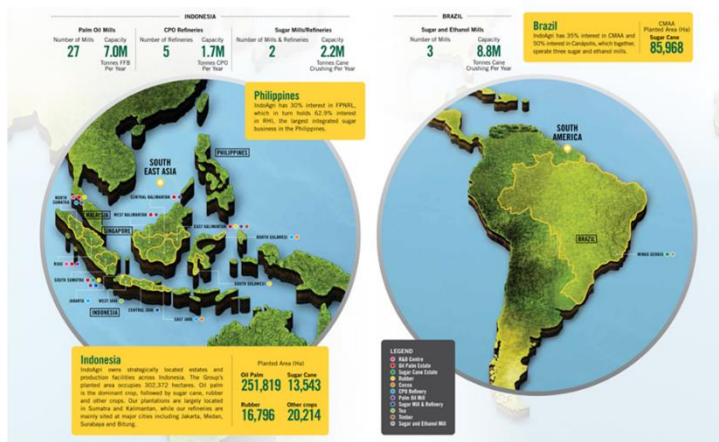 INDONESIA
Palm Oil Mills
Number of Mills Capacity
27 7.0M
Tonnes FFB
Per Year
CPO Refineries
Number of Refineries Capacity
5 1.7M
Tonnes CPO
Per Year
Sugar Mills/Refineries
Number of Mills & Refineries Capacity
2 2.2M
Tonnes Cane
Crushing Per Year
BRAZIL
Sugar and Ethanol Mills
Number of Mills Capacity
3 8.8M
Tonnes Cane
Crushing Per Year
Brazil
IndoAgri has 35% interest in CMAA and
50% interest in Canápolis, which together,
operate three sugar and ethanol mills.
CMAA
Planted Area (Ha)
Sugar Cane
85,968
Philippines
IndoAgri has 30% interest in FPNRL,
which in turn holds 62.9% interest
in RHI, the largest integrated sugar
business in the Philippines.
SOUTH
EAST ASIA
PHILIPPINES
NORTH
SUMATRA
MALAYSIA
CENTRAL KALIMANTAN
WEST KALIMANTAN
SINGAPORE
EAST KALIMANTAN
NORTH SULAWESI
RIAU
SOUTH SUMATRA
SOUTH SULAWESI
JAKARTA
WEST JAVA
INDONESIA
CENTRAL JAVA
EAST JAVA
SOUTH
AMERICA
BRAZIL
MINAS GERAIS
Indonesia
IndoAgri owns strategically located estates and
production facilities across Indonesia. The Group's
planted area occupies 302,372 hectares. Oil palm
is the dominant crop, followed by sugar cane, rubber
and other crops. Our plantations are largely located
in Sumatra and Kalimantan, while our refineries are
mainly sited at major cities including Jakarta, Medan,
Surabaya and Bitung.
Planted Area (Ha)
Oil Palm Sugar Cane
251,819 13,543
Rubber Other crops
16,796 20,214
LEGEND
R&D Centre
Oil Palm Estate
Sugar Cane Estate
Rubber
Cocoa
CPO Refinery
Palm Oil Mill
Sugar Mill & Refinery
Tea
Timber
Sugar and Ethanol Mill